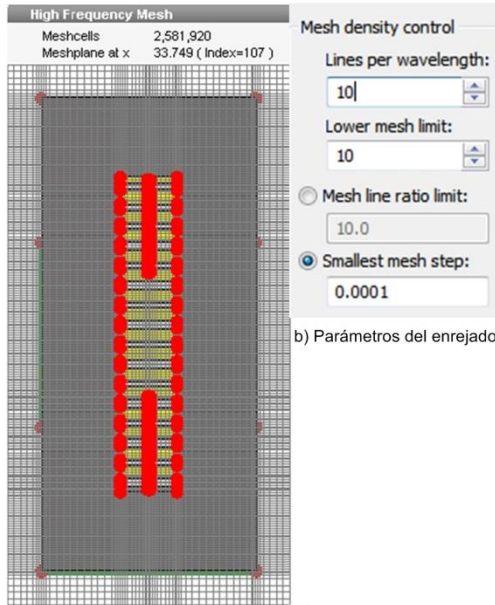 High Frequency Mesh
Meshcells 2,581,920
Meshplane at x 33.749 ( Index=107 )
Mesh density control
Lines per wavelength:
10
Lower mesh limit:
10
Mesh line ratio limit:
10.0
Smallest mesh step:
0.0001
b) Parámetros del enrejado